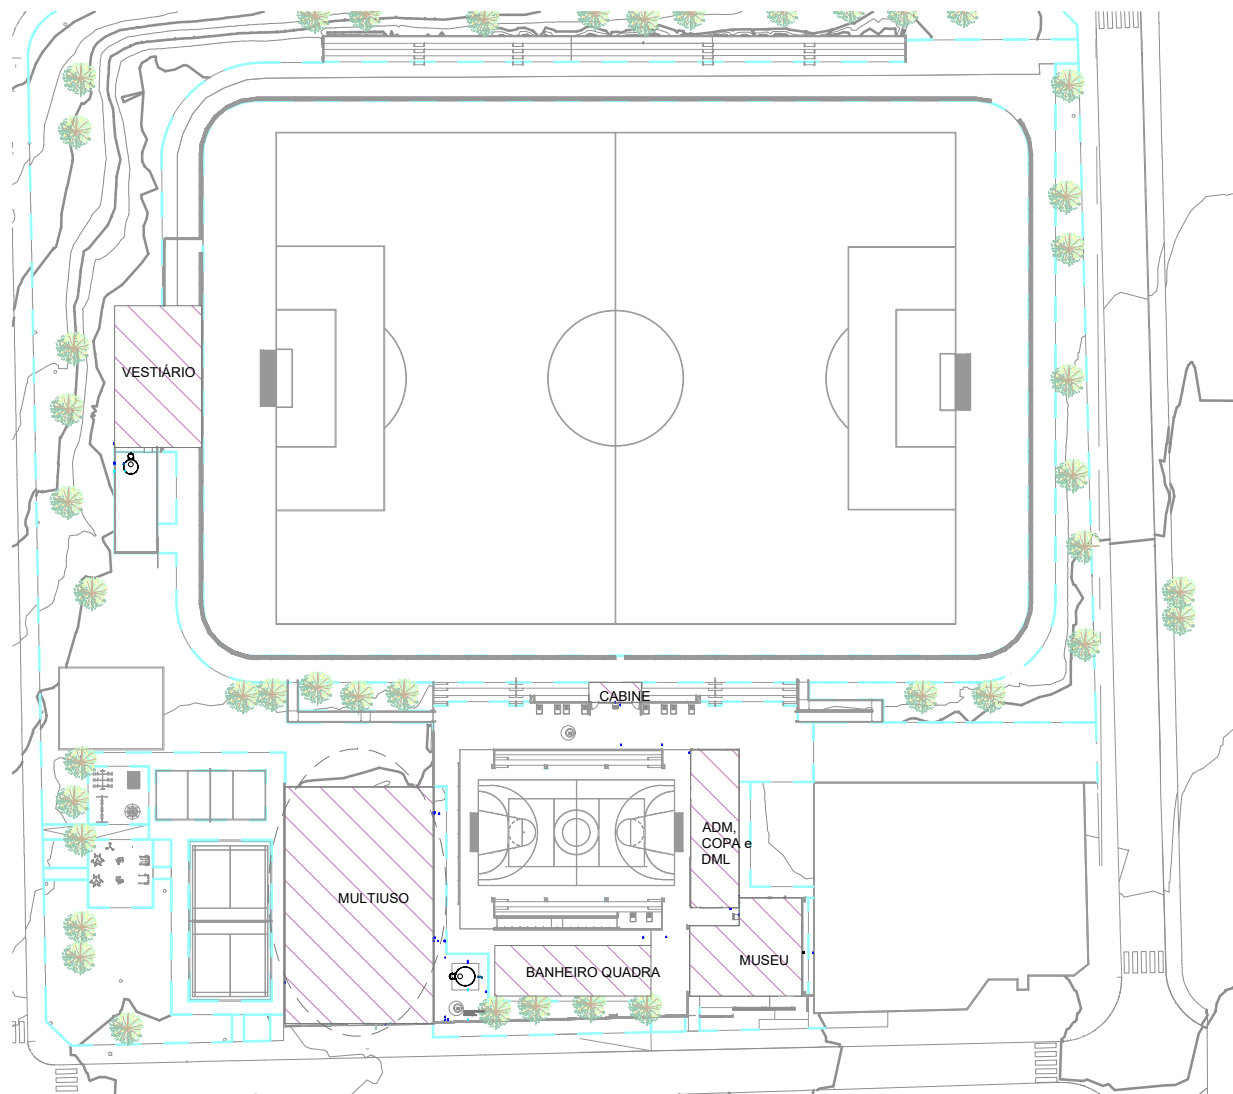 VESTIÁRIO
CABINE
ADM,
COPA e
DML
MULTIUSO
MUSEU
BANHEIRO QUADRA